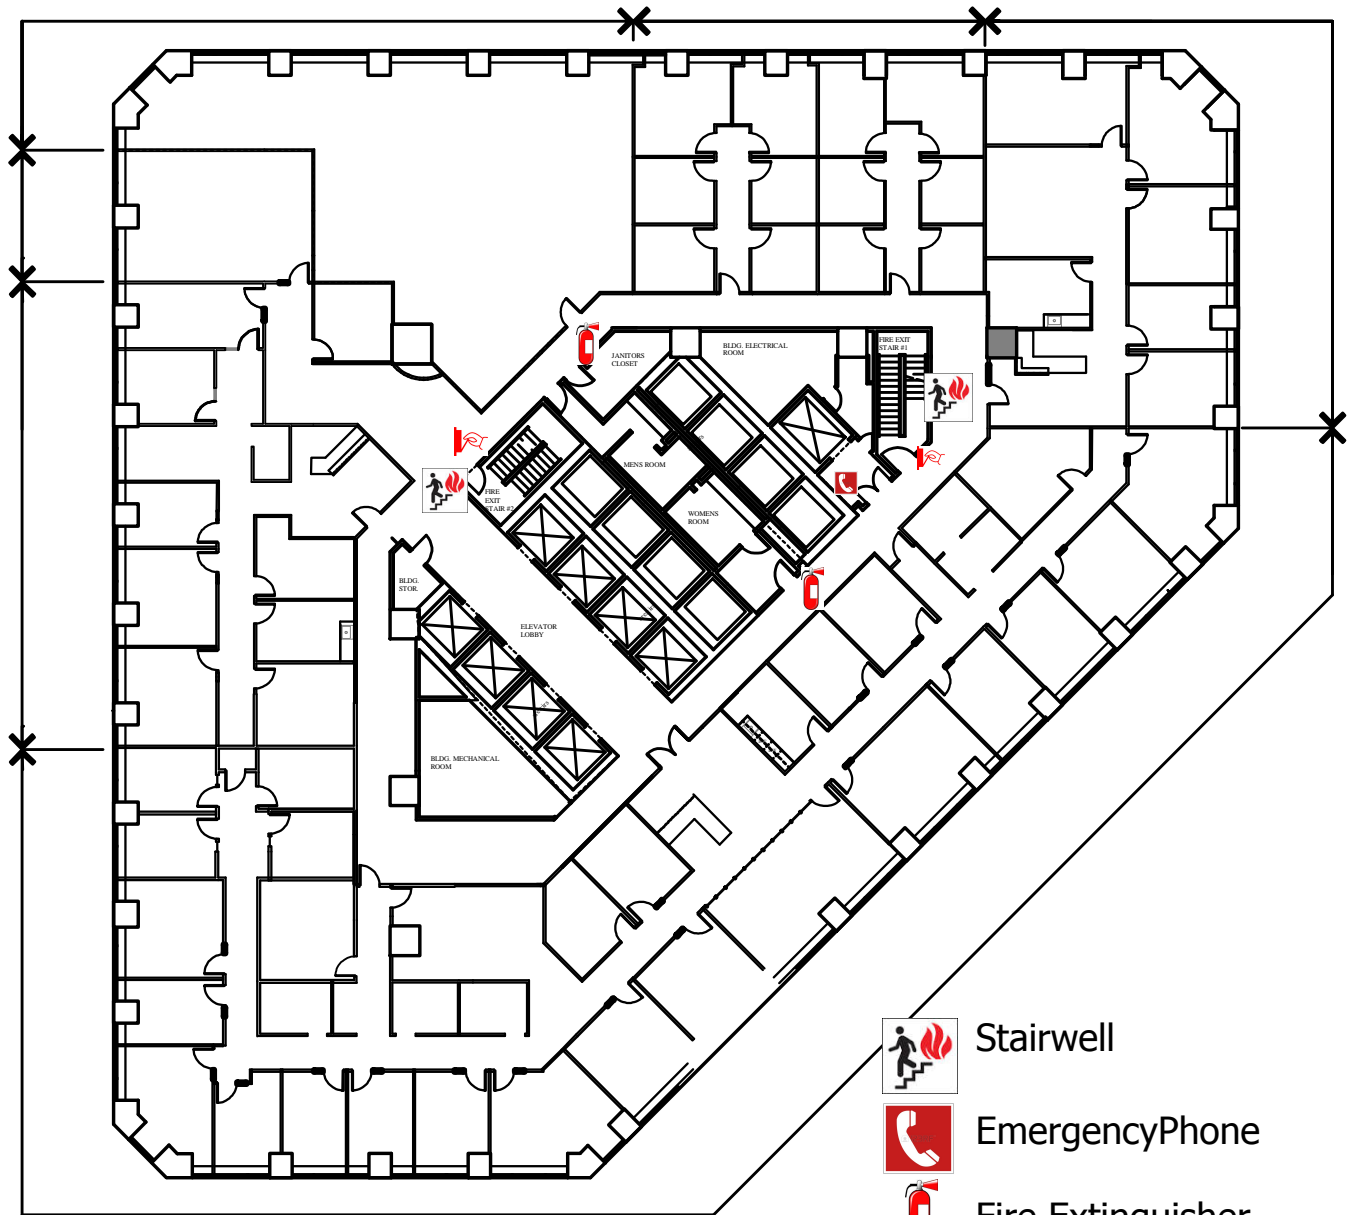 FIRE EXIT
STAIR #1
BLDG. ELECTRICAL
ROOM
JANITORS
CLOSET
MENS ROOM
WOMENS
ROOM
FIRE
EXIT
STAIR #2
BLDG.
STOR.
ELEVATOR
LOBBY
BLDG. MECHANICAL
ROOM
Stairwell
EmergencyPhone
Fire Extinguisher